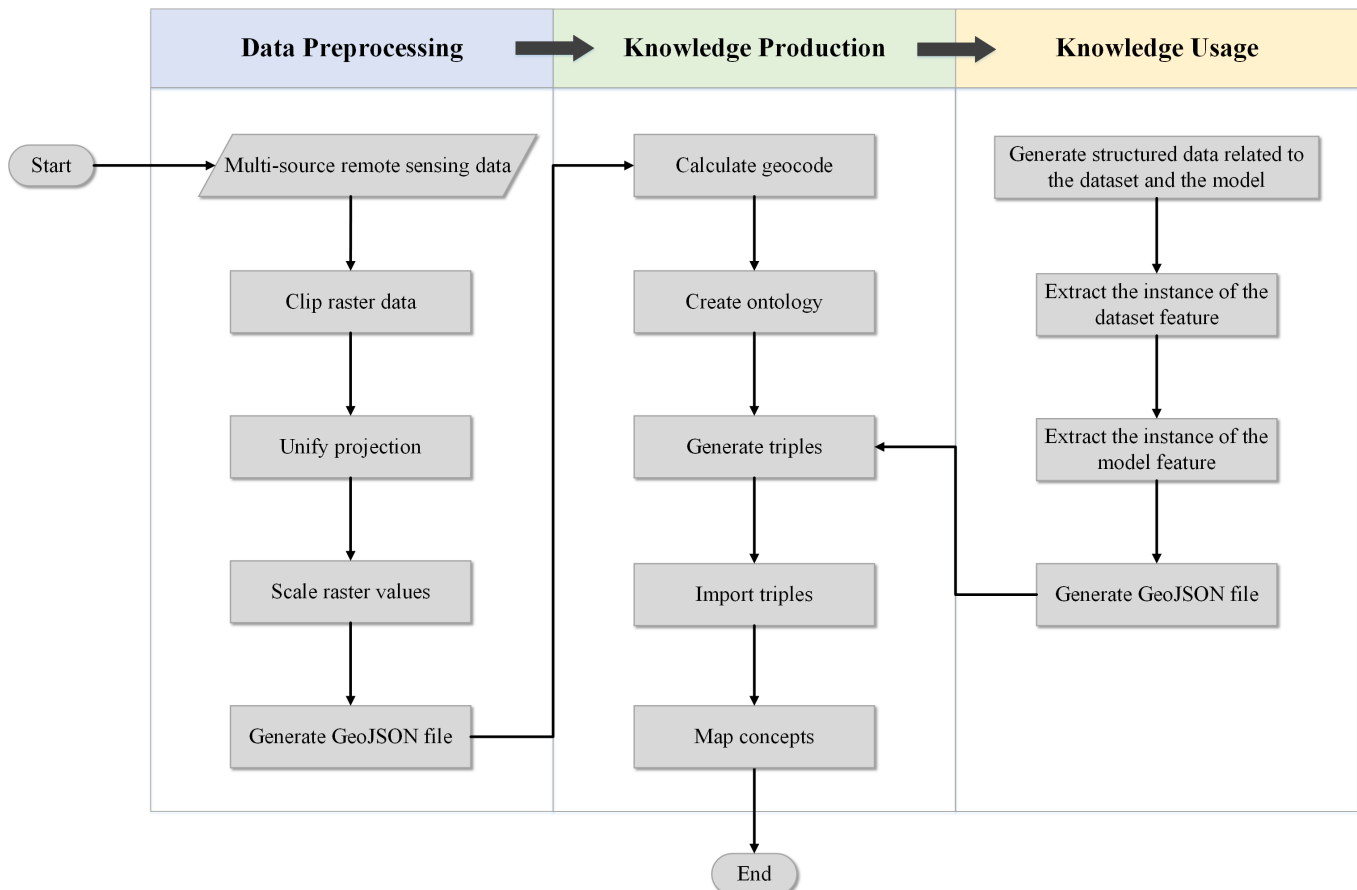 Data Preprocessing
Knowledge Production
Knowledge Usage
Start
Multi-source remote sensing data
Clip raster data
Unify projection
Scale raster values
Generate GeoJSON file
Calculate geocode
Create ontology
Generate triples
Import triples
Map concepts
End
Generate structured data related to
the dataset and the model
Extract the instance of the
dataset feature
Extract the instance of the
model feature
Generate GeoJSON file